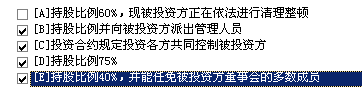 [A]持股比例60%，现被投资方正在依法进行清理整顿
[B]持股比例并向被投资方派出管理人员
[C]投资合约规定投资各方共同控制被投资方
[D]持股比例75%
[E]持股比例40%，并能任免被投资方董事会的多数成员